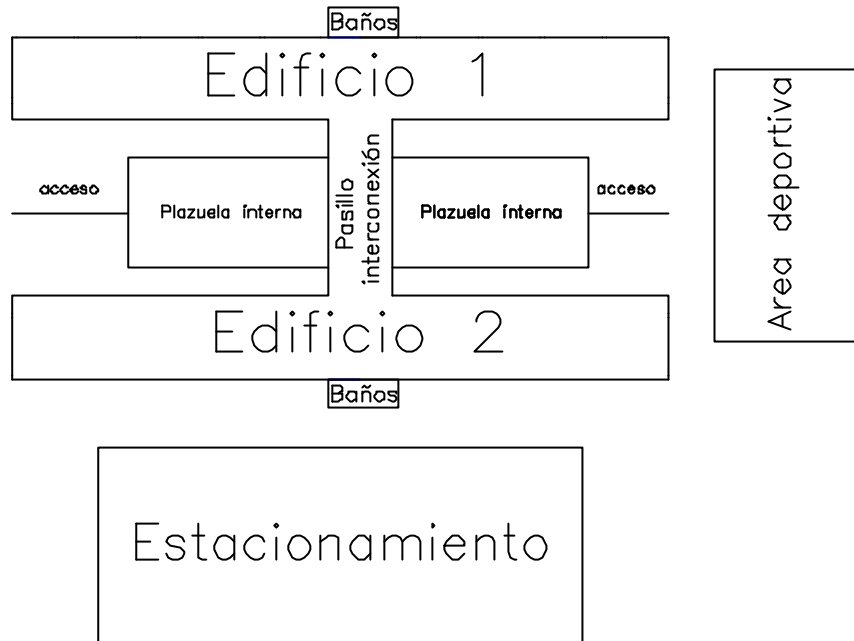 Baños
Edificio 1
acceso
Plazuela interna
Pasillo
interconexión
Plazuela interna
acceso
Area deportiva
Edificio 2
Baños
Estacionamiento